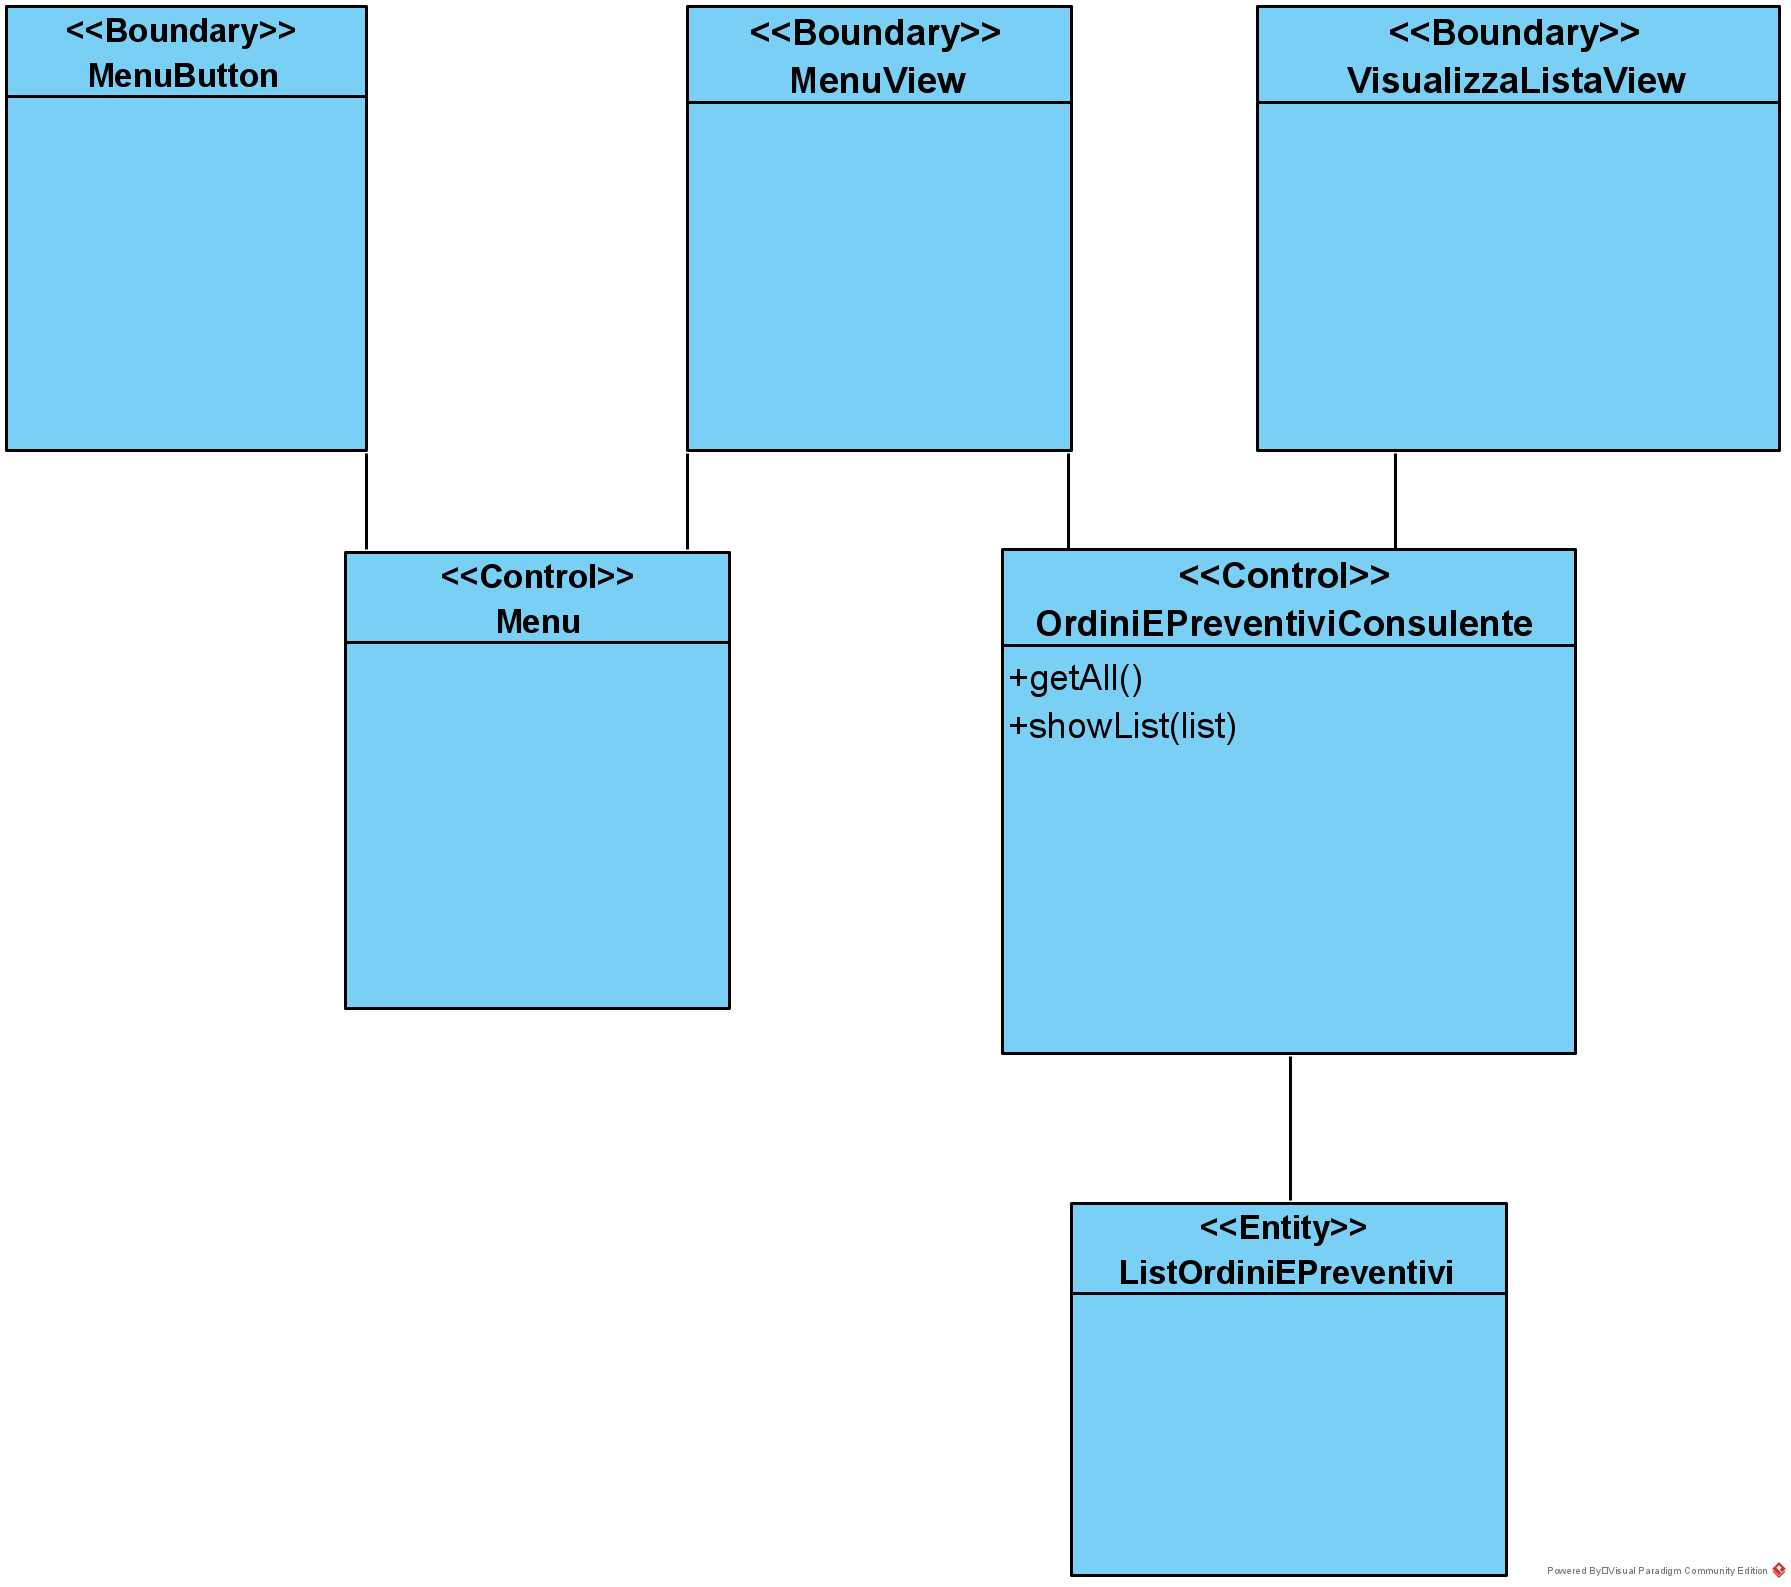 <<Boundary>>
MenuButton
<<Boundary>>
MenuView
<<Boundary>>
VisualizzaListaView
<<Control>>
Menu
<<Control>>
OrdiniEPreventiviConsulente
+getAll()
+showList(list)
<<Entity>>
ListOrdiniEPreventivi
Powered By□Visual Paradigm Community Edition